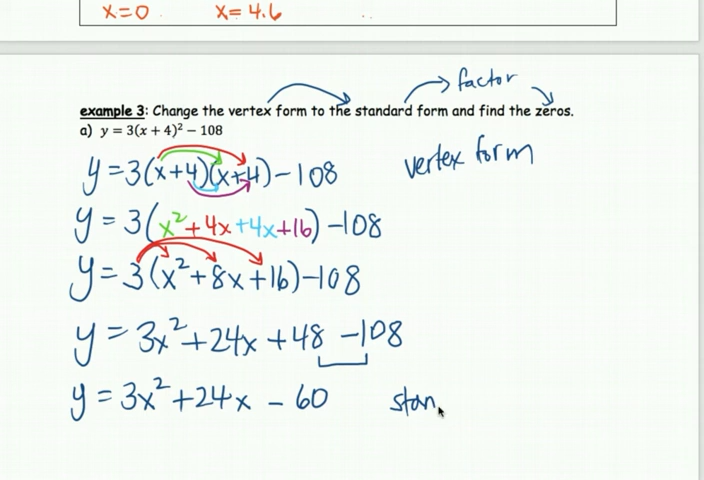 x=0 x=4.6
factor
example 3: Change the vertex form to the standard form and find the zeros.
a) y = 3(x + 4)² − 108
y=3(x+4)(x+4)−108 vertex form
y = 3(x²+4x+4x+16)−108
y=3(x²+8x+16)−108
y = 3x²+24x+48 −108
y = 3x²+24x − 60 stan